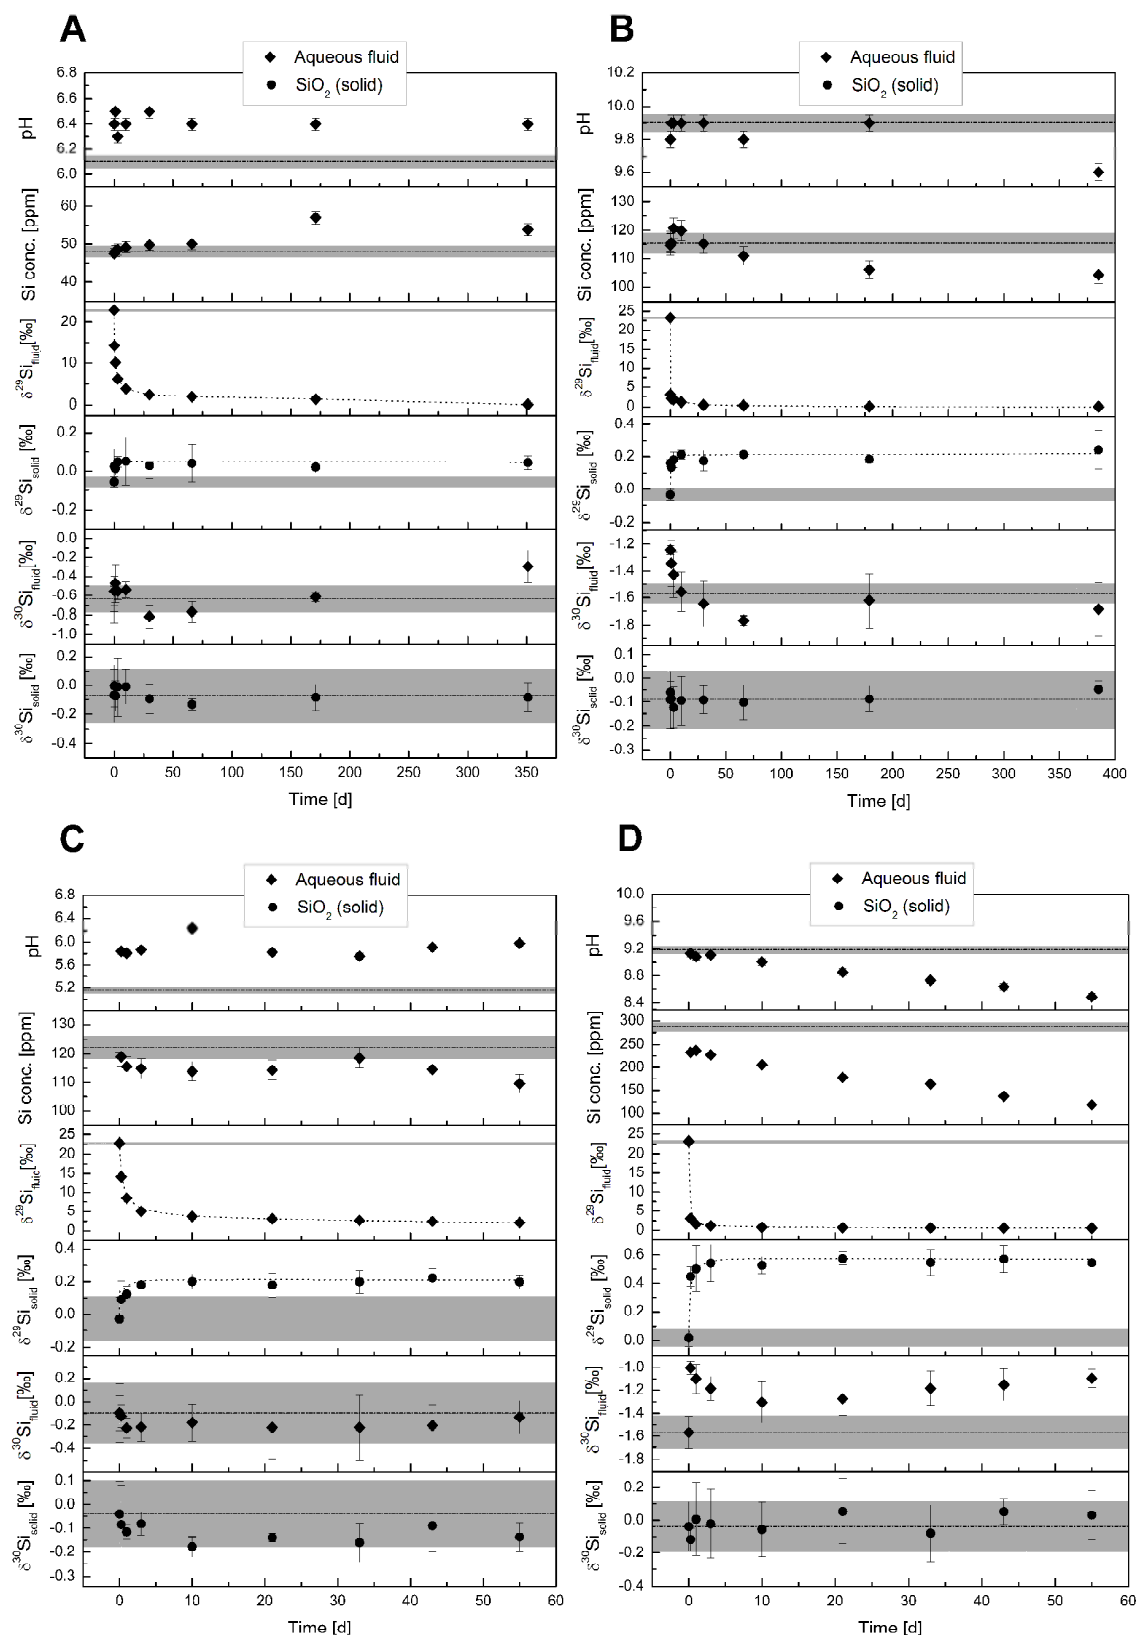 A
Aqueous fluid
SiO2 (solid)
pH
6.8
6.6
6.4
6.2
6.0
Si conc. [ppm]
60
50
40
δ29Sifluid[‰]
20
10
0
δ29Sisolid [‰]
0.2
0.0
-0.2
δ30Sifluid[‰]
0.0
-0.2
-0.4
-0.6
-0.8
-1.0
δ30Sisolid [‰]
0.2
0.0
-0.2
-0.4
0 50 100 150 200 250 300 350
Time [d]
B
Aqueous fluid
SiO2 (solid)
pH
10.2
10.0
9.8
9.6
Si conc. [ppm]
130
120
110
100
δ29Sifluid[‰]
25
20
15
10
5
0
δ29Sisolid [‰]
0.4
0.2
0.0
-0.2
δ30Sifluid[‰]
-1.2
-1.4
-1.6
-1.8
δ30Sisolid [‰]
0.1
0.0
-0.1
-0.2
-0.3
0 50 100 150 200 250 300 350 400
Time [d]
C
Aqueous fluid
SiO2 (solid)
pH
6.8
6.4
6.0
5.6
5.2
Si conc. [ppm]
130
120
110
100
δ29Sifluid[‰]
25
20
15
10
5
0
δ29Sisolid [‰]
0.4
0.2
0.0
-0.2
δ30Sifluid[‰]
0.2
0.0
-0.2
-0.4
δ30Sisolid [‰]
0.1
0.0
-0.1
-0.2
-0.3
0 10 20 30 40 50 60
Time [d]
D
Aqueous fluid
SiO2 (solid)
pH
10.0
9.6
9.2
8.8
8.4
Si conc. [ppm]
300
250
200
150
100
δ29Sifluid[‰]
25
20
15
10
5
0
δ29Sisolid [‰]
0.6
0.4
0.2
0.0
δ30Sifluid[‰]
-1.0
-1.2
-1.4
-1.6
-1.8
δ30Sisolid [‰]
0.2
0.0
-0.2
-0.4
0 10 20 30 40 50 60
Time [d]